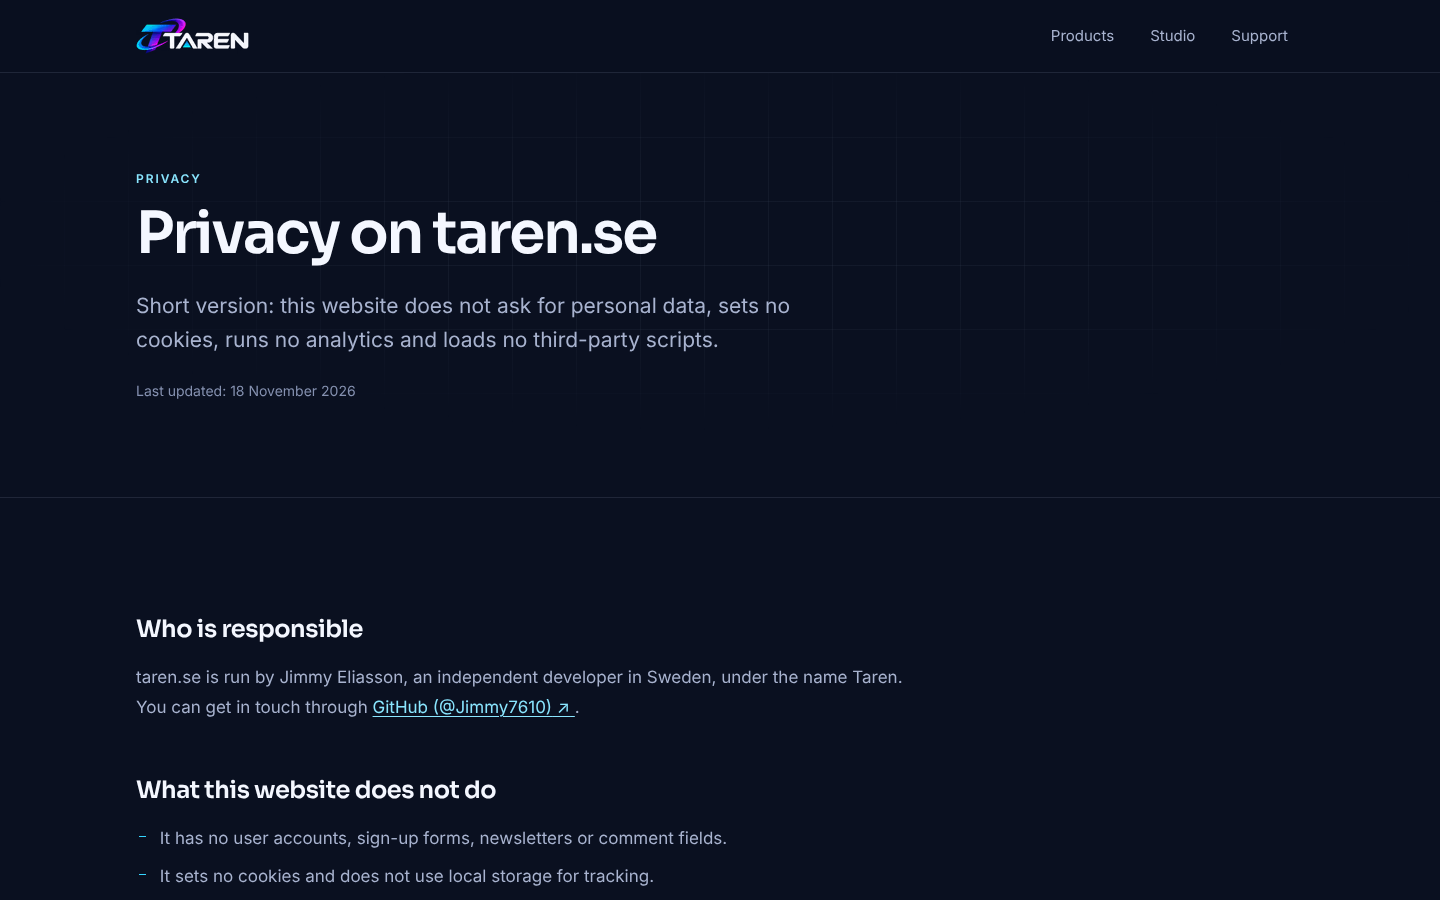 TAREN
Products
Studio
Support
PRIVACY
Privacy on taren.se
Short version: this website does not ask for personal data, sets no
cookies, runs no analytics and loads no third-party scripts.
Last updated: 18 November 2026
Who is responsible
taren.se is run by Jimmy Eliasson, an independent developer in Sweden, under the name Taren.
You can get in touch through GitHub (@Jimmy7610) ↗ .
What this website does not do
– It has no user accounts, sign-up forms, newsletters or comment fields.
– It sets no cookies and does not use local storage for tracking.